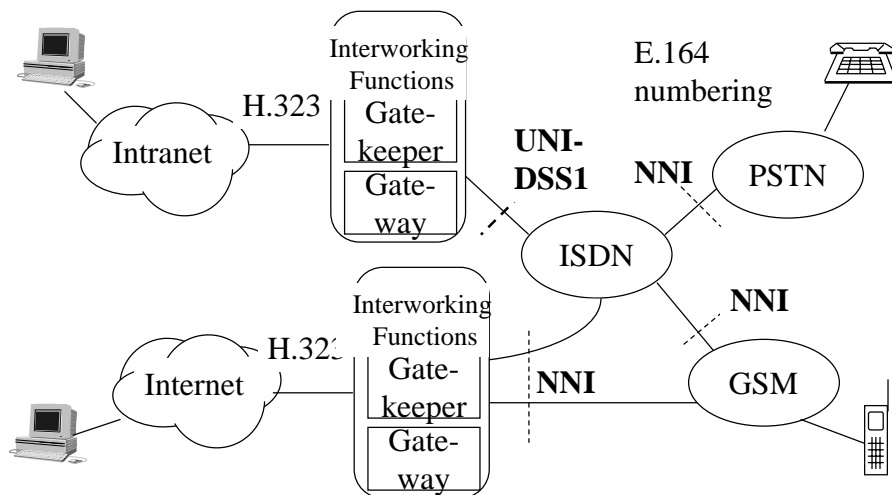 Interworking
Functions
Gate-
keeper
Gate-
way
H.323
Intranet
E.164
numbering
UNI-
DSS1
NNI
PSTN
ISDN
NNI
Interworking
Functions
Gate-
keeper
Gate-
way
H.323
Internet
NNI
GSM